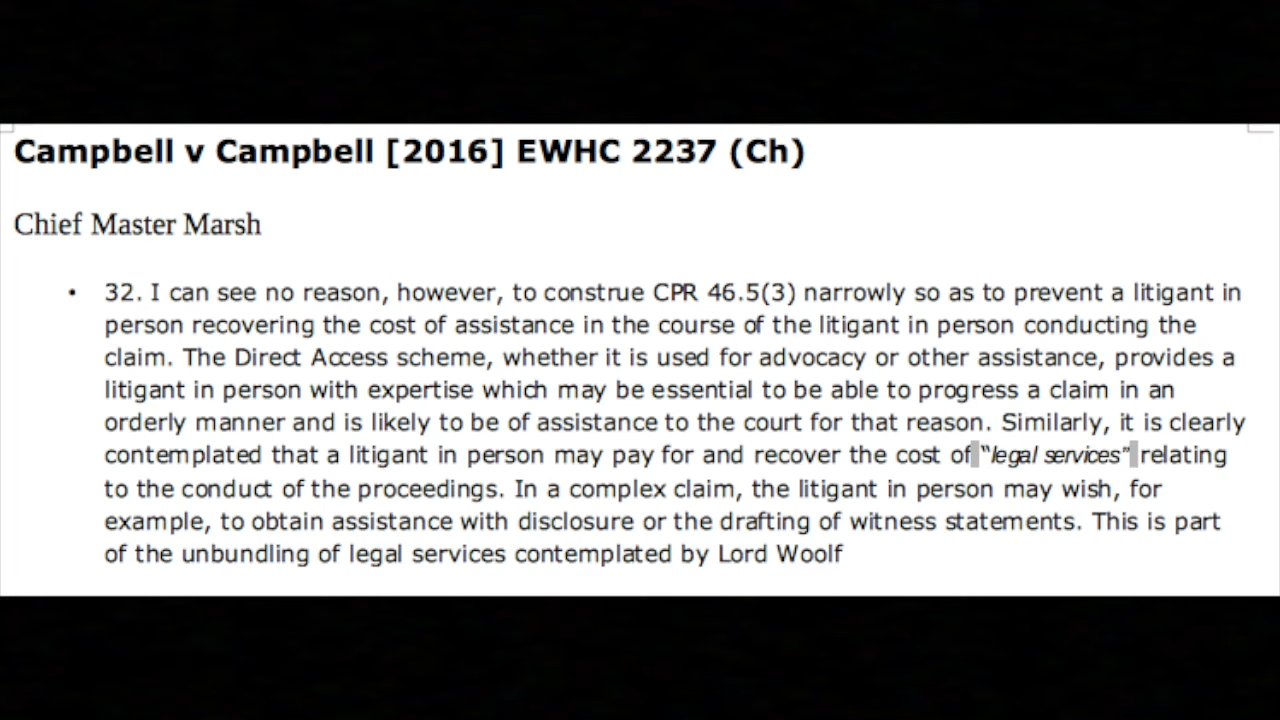 Campbell v Campbell [2016] EWHC 2237 (Ch)
Chief Master Marsh
• 32. I can see no reason, however, to construe CPR 46.5(3) narrowly so as to prevent a litigant in
person recovering the cost of assistance in the course of the litigant in person conducting the
claim. The Direct Access scheme, whether it is used for advocacy or other assistance, provides a
litigant in person with expertise which may be essential to be able to progress a claim in an
orderly manner and is likely to be of assistance to the court for that reason. Similarly, it is clearly
contemplated that a litigant in person may pay for and recover the cost of “legal services” relating
to the conduct of the proceedings. In a complex claim, the litigant in person may wish, for
example, to obtain assistance with disclosure or the drafting of witness statements. This is part
of the unbundling of legal services contemplated by Lord Woolf